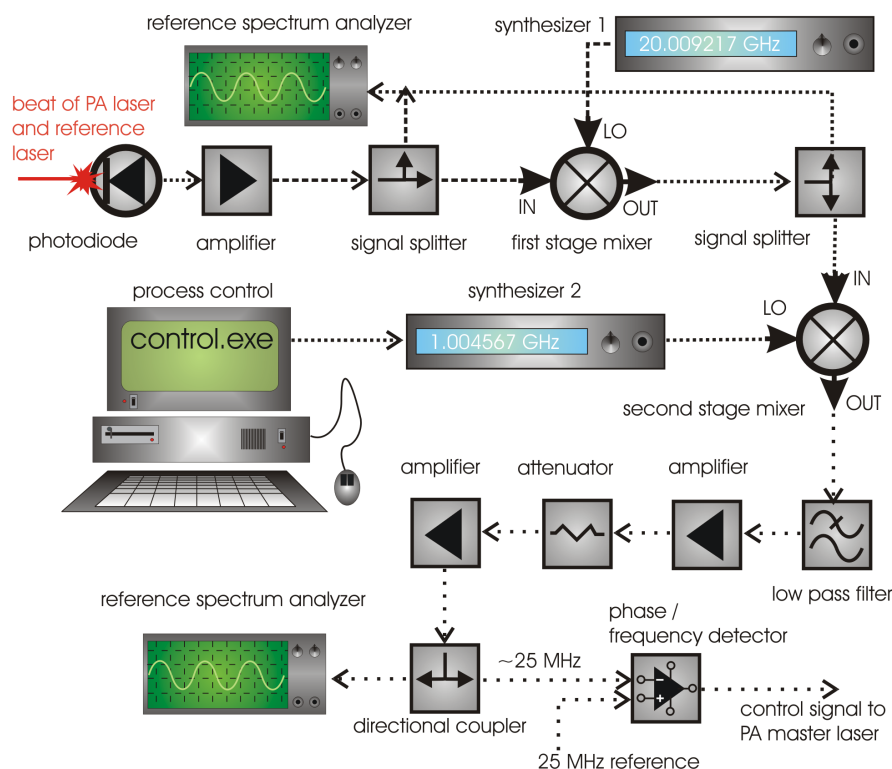 reference spectrum analyzer
synthesizer 1
20.009217 GHz
beat of PA laser
and reference
laser
LO
IN
OUT
photodiode
amplifier
signal splitter
first stage mixer
signal splitter
process control
synthesizer 2
IN
LO
control.exe
1.004567 GHz
OUT
second stage mixer
amplifier
attenuator
amplifier
low pass filter
reference spectrum analyzer
phase /
frequency detector
~25 MHz
directional coupler
control signal to
PA master laser
25 MHz reference